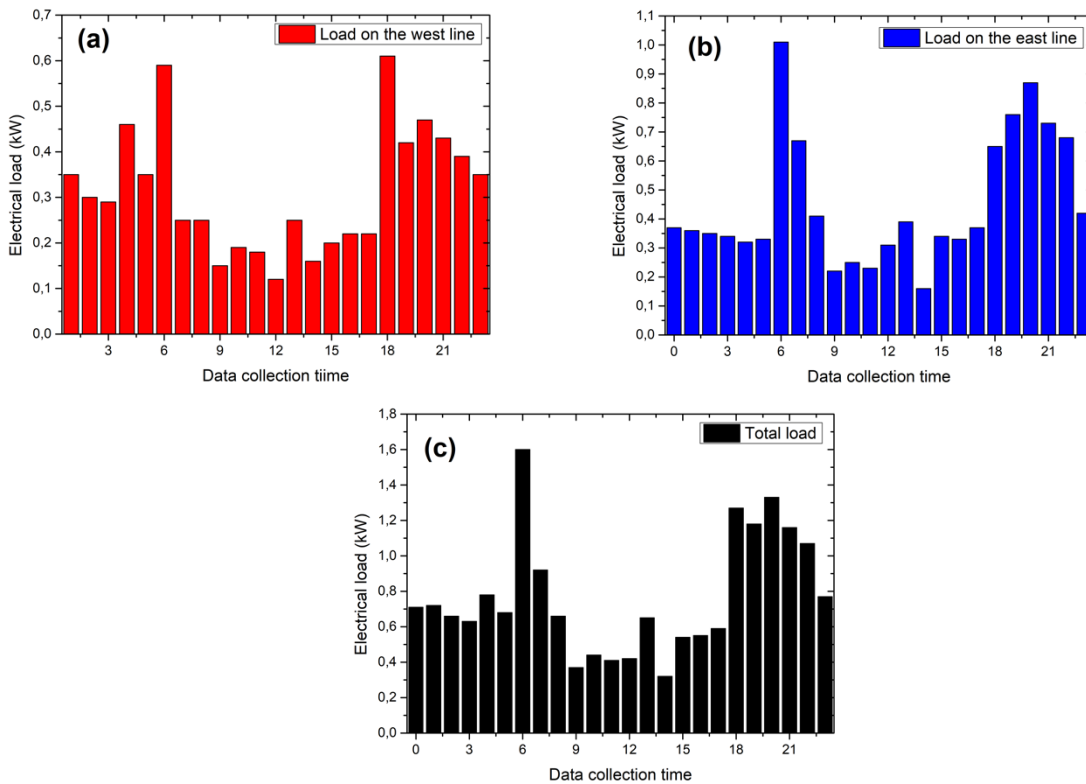 (a)
Load on the west line
0,7
0,6
0,5
0,4
0,3
0,2
0,1
0,0
Electrical load (kW)
3 6 9 12 15 18 21
Data collection tiime
(b)
Load on the east line
1,1
1,0
0,9
0,8
0,7
0,6
0,5
0,4
0,3
0,2
0,1
0,0
Electrical load (kW)
0 3 6 9 12 15 18 21
Data collection time
(c)
Total load
1,8
1,6
1,4
1,2
1,0
0,8
0,6
0,4
0,2
0,0
Electrical load (kW)
0 3 6 9 12 15 18 21
Data collection time